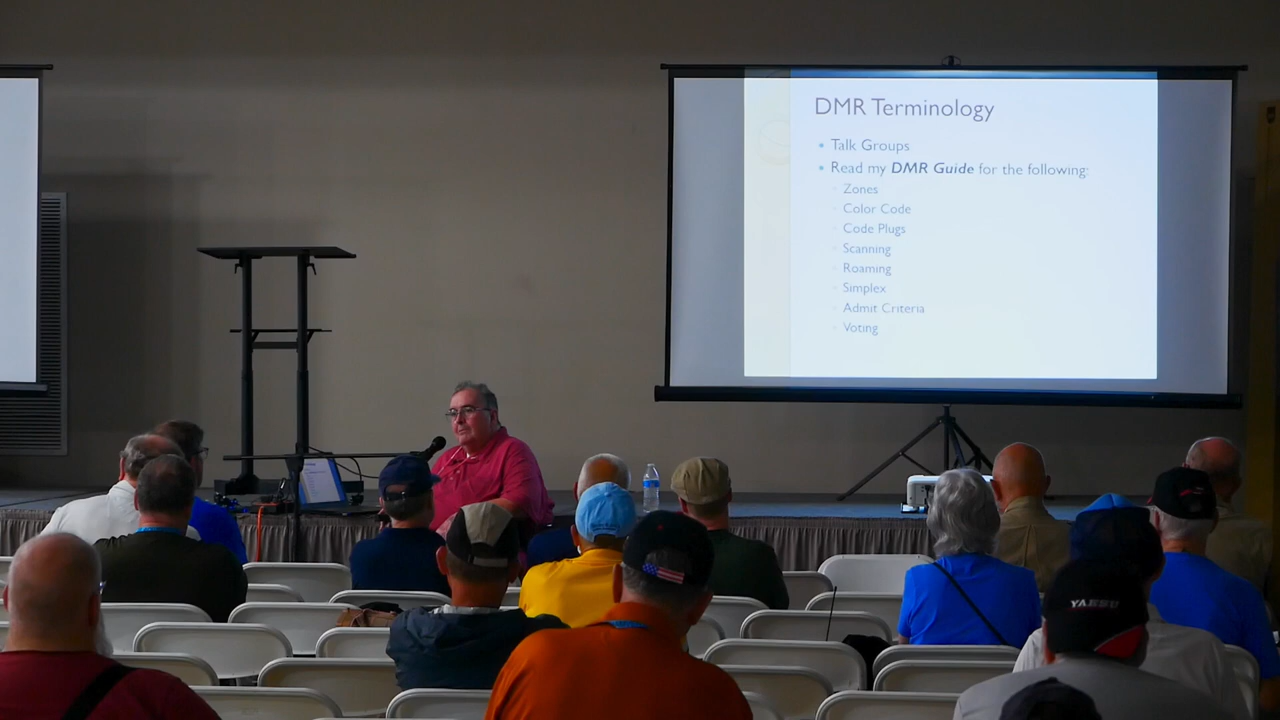 DMR Terminology
• Talk Groups
• Read my DMR Guide for the following:
Zones
Color Code
Code Plugs
Scanning
Roaming
Simplex
Admit Criteria
Voting
YAESU